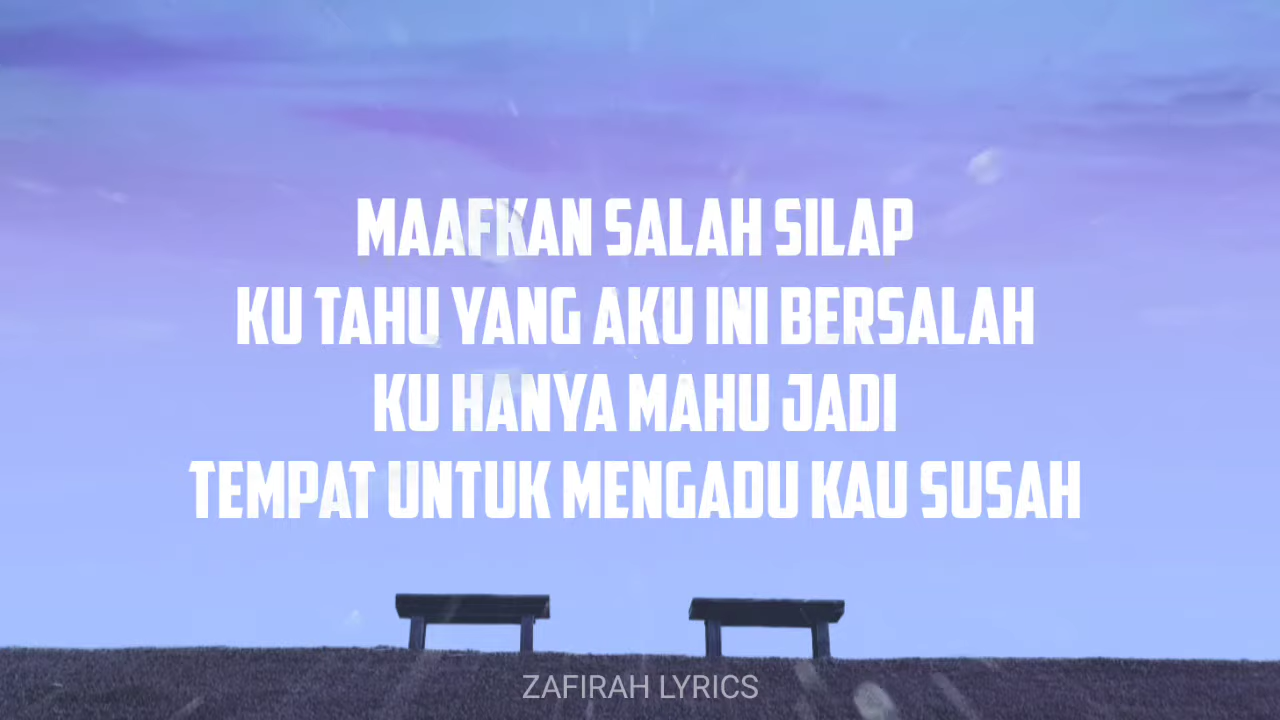 MAAFKAN SALAH SILAP
KU TAHU YANG AKU INI BERSALAH
KU HANYA MAHU JADI
TEMPAT UNTUK MENGADU KAU SUSAH
ZAFIRAH LYRICS